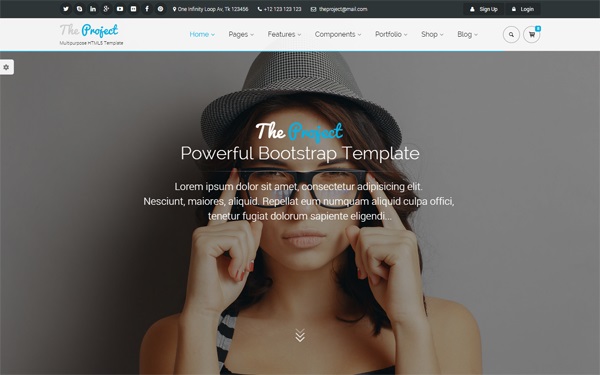 One Infinity Loop Av, Tk 123456 +12 123 123 123 theproject@mail.com Sign Up Login
The Project
Multipurpose HTML5 Template
Home Pages Features Components Portfolio Shop Blog
The Project
Powerful Bootstrap Template
Lorem ipsum dolor sit amet, consectetur adipisicing elit.
Nesciunt, maiores, aliquid. Repellat eum numquam aliquid culpa offici,
tenetur fugiat dolorum sapiente eligendi...